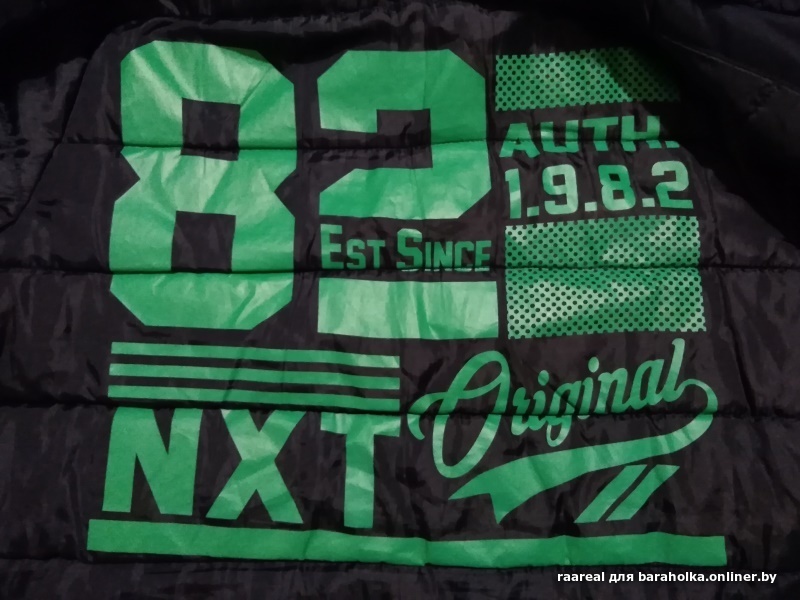 82
AUTH.
1.9.8.2
EST SINCE
NXT
Original
raareal для baraholka.onliner.by